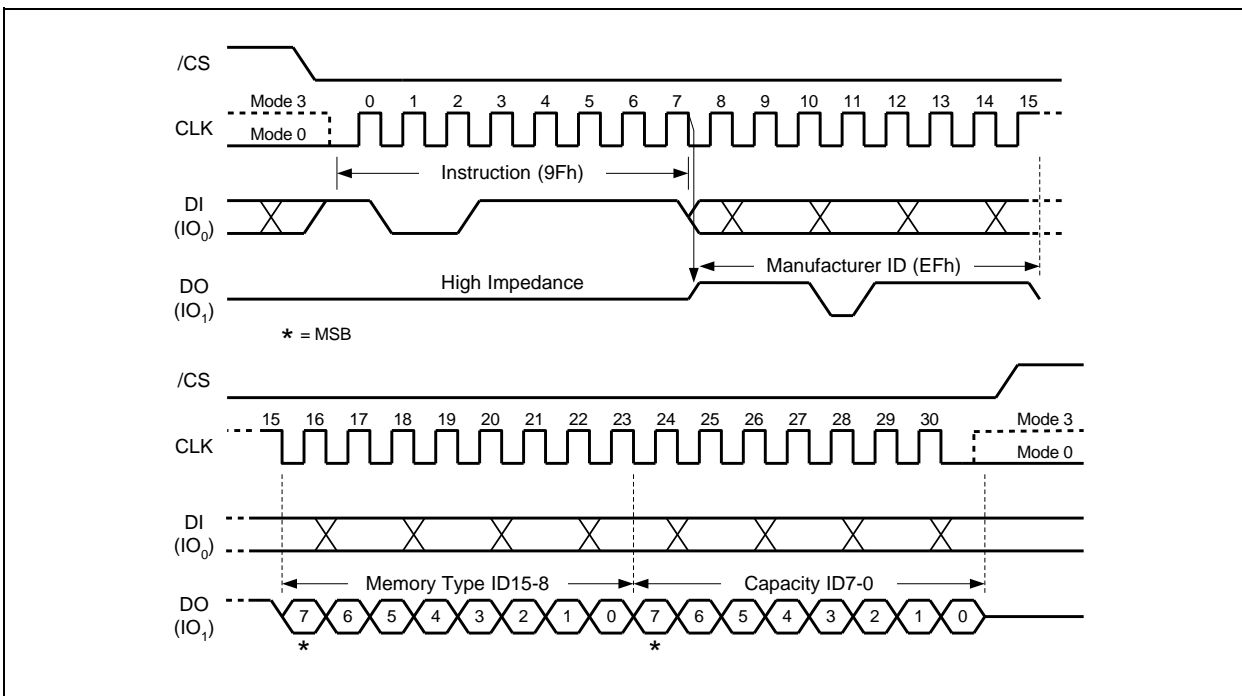 /CS
Mode 3 0 1 2 3 4 5 6 7 8 9 10 11 12 13 14 15
CLK
Mode 0
Instruction (9Fh)
DI
(IO0)
Manufacturer ID (EFh)
DO
High Impedance
(IO1)
* = MSB
/CS
15 16 17 18 19 20 21 22 23 24 25 26 27 28 29 30 Mode 3
CLK
Mode 0
DI
(IO0)
Memory Type ID15-8 Capacity ID7-0
DO
7 6 5 4 3 2 1 0 7 6 5 4 3 2 1 0
(IO1)
* *